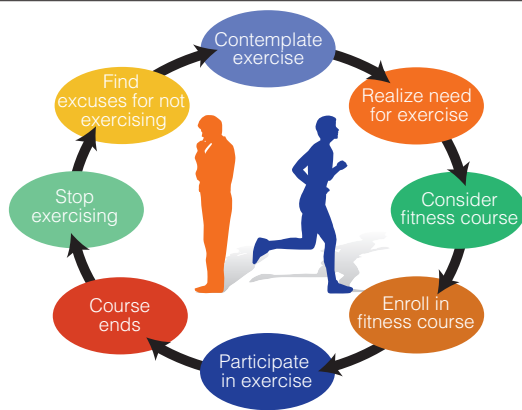 Contemplate
exercise
Realize need
for exercise
Consider
fitness course
Enroll in
fitness course
Participate
in exercise
Course
ends
Stop
exercising
Find
excuses for not
exercising